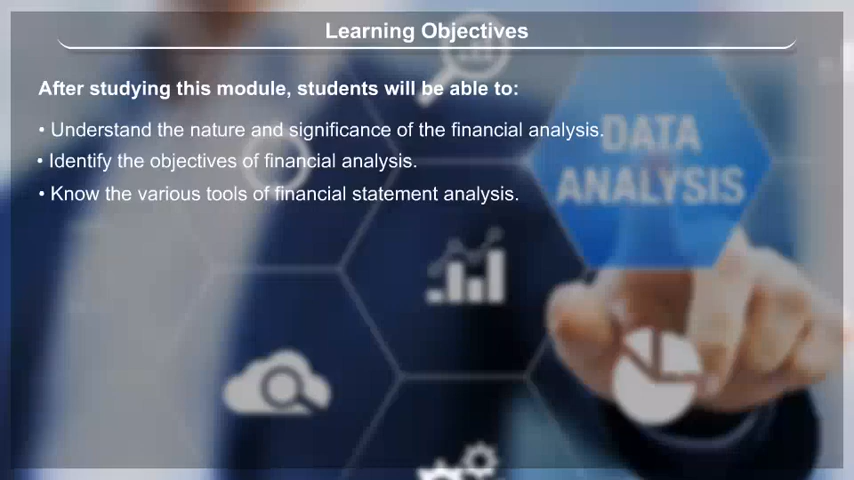 Learning Objectives
After studying this module, students will be able to:
• Understand the nature and significance of the financial analysis.
• Identify the objectives of financial analysis.
• Know the various tools of financial statement analysis.
DATA
ANALYSIS